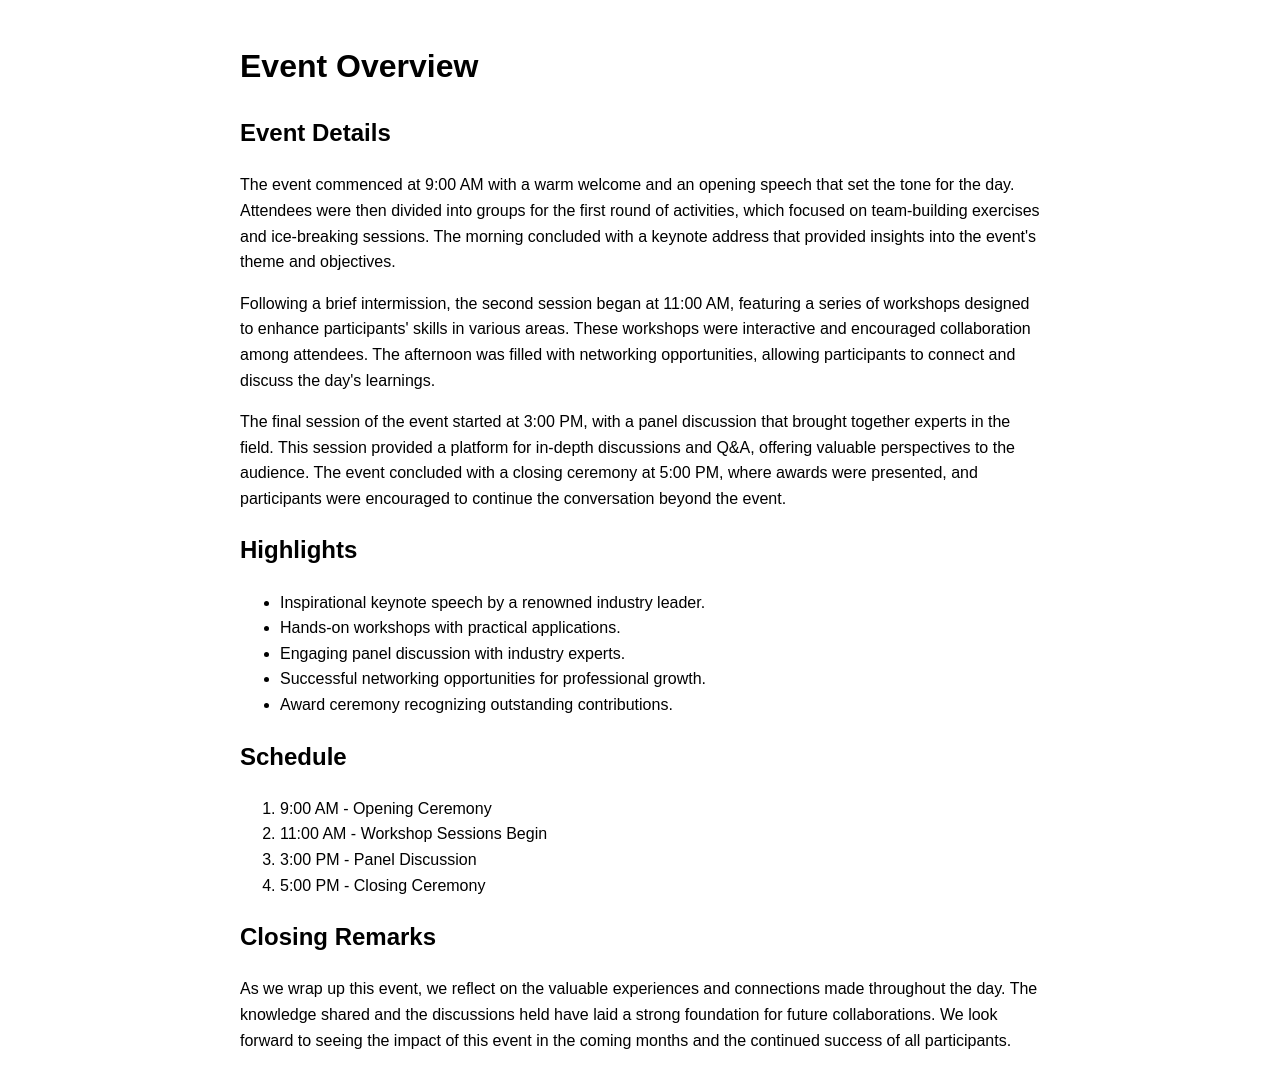 Event Overview
Event Details
The event commenced at 9:00 AM with a warm welcome and an opening speech that set the tone for the day.
Attendees were then divided into groups for the first round of activities, which focused on team-building exercises
and ice-breaking sessions. The morning concluded with a keynote address that provided insights into the event's
theme and objectives.
Following a brief intermission, the second session began at 11:00 AM, featuring a series of workshops designed
to enhance participants' skills in various areas. These workshops were interactive and encouraged collaboration
among attendees. The afternoon was filled with networking opportunities, allowing participants to connect and
discuss the day's learnings.
The final session of the event started at 3:00 PM, with a panel discussion that brought together experts in the
field. This session provided a platform for in-depth discussions and Q&A, offering valuable perspectives to the
audience. The event concluded with a closing ceremony at 5:00 PM, where awards were presented, and
participants were encouraged to continue the conversation beyond the event.
Highlights
• Inspirational keynote speech by a renowned industry leader.
• Hands-on workshops with practical applications.
• Engaging panel discussion with industry experts.
• Successful networking opportunities for professional growth.
• Award ceremony recognizing outstanding contributions.
Schedule
1. 9:00 AM - Opening Ceremony
2. 11:00 AM - Workshop Sessions Begin
3. 3:00 PM - Panel Discussion
4. 5:00 PM - Closing Ceremony
Closing Remarks
As we wrap up this event, we reflect on the valuable experiences and connections made throughout the day. The
knowledge shared and the discussions held have laid a strong foundation for future collaborations. We look
forward to seeing the impact of this event in the coming months and the continued success of all participants.